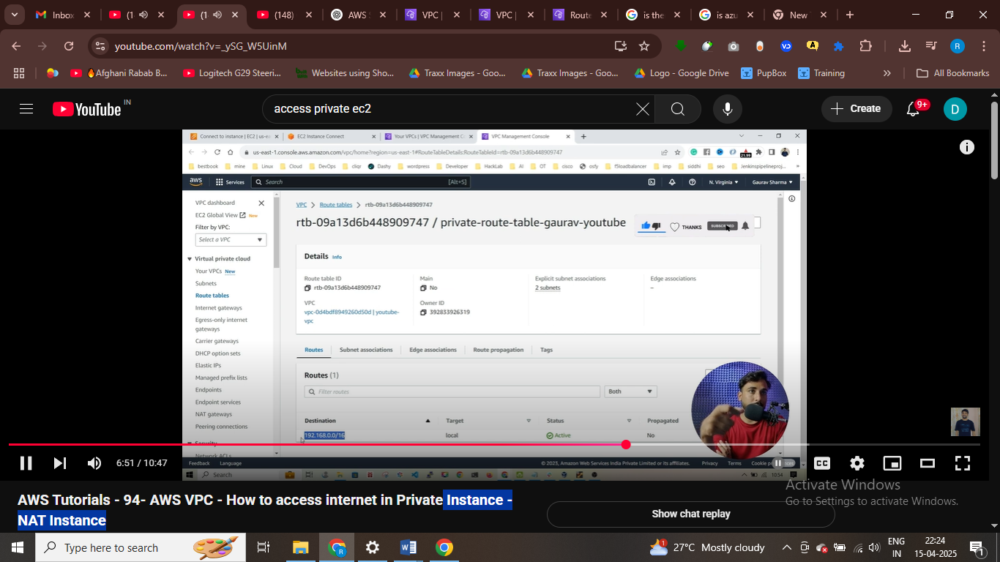 Inbox
(1
(1
(148)
AWS
VPC |
VPC |
Route
is the
is azu
New
youtube.com/watch?v=_ySG_W5UinM
R
🔥Afghani Rabab B...
Logitech G29 Steeri...
Websites using Sho...
Traxx Images - Goo...
Traxx Images - Goo...
Logo - Google Drive
PupBox
Training
»
All Bookmarks
YouTube IN
access private ec2
Create
9+
D
Connect to instance | EC2 | us-e
EC2 Instance Connect
Your VPCs | VPC Management C
VPC Management Console
us-east-1.console.aws.amazon.com/vpc/home?region=us-east-1#RouteTableDetails:RouteTableId=rtb-09a13d6b448909747
21.99
bestbook
mine
Linux
Cloud
DevOps
cliqr
Dashy
wordpress
Developer
HackLab
AI
OT
cisco
osfy
f5loadbalancer
imp
siddhi
seo
Jenkinspipelineproj...
aws
Services
Search
[Alt+S]
N. Virginia
Gaurav Sharma
VPC dashboard
EC2 Global View New
Filter by VPC:
Select a VPC
Virtual private cloud
Your VPCs New
Subnets
Route tables
Internet gateways
Egress-only internet
gateways
Carrier gateways
DHCP option sets
Elastic IPs
Managed prefix lists
Endpoints
Endpoint services
NAT gateways
Peering connections
Security
Network ACLs
VPC > Route tables > rtb-09a13d6b448909747
rtb-09a13d6b448909747 / private-route-table-gaurav-youtube
THANKS
SUBSCRIBED
Details Info
Route table ID
rtb-09a13d6b448909747
Main
No
Explicit subnet associations
2 subnets
Edge associations
–
VPC
vpc-0d4bdf8949260d50d | youtube-
vpc
Owner ID
392833926319
Routes
Subnet associations
Edge associations
Route propagation
Tags
Routes (1)
Filter routes
Both
Destination
Target
Status
Propagated
192.168.0.0/16
local
Active
No
Feedback
Language
© 2023, Amazon Web Services India Private Limited or its affiliates.
Privacy
Terms
Search
10:54
6:51 / 10:47
CC
AWS Tutorials - 94- AWS VPC - How to access internet in Private Instance -
NAT Instance
Show chat replay
Activate Windows
Go to Settings to activate Windows.
Type here to search
R
W
1
27°C Mostly cloudy
ENG
IN
22:24
15-04-2025
1